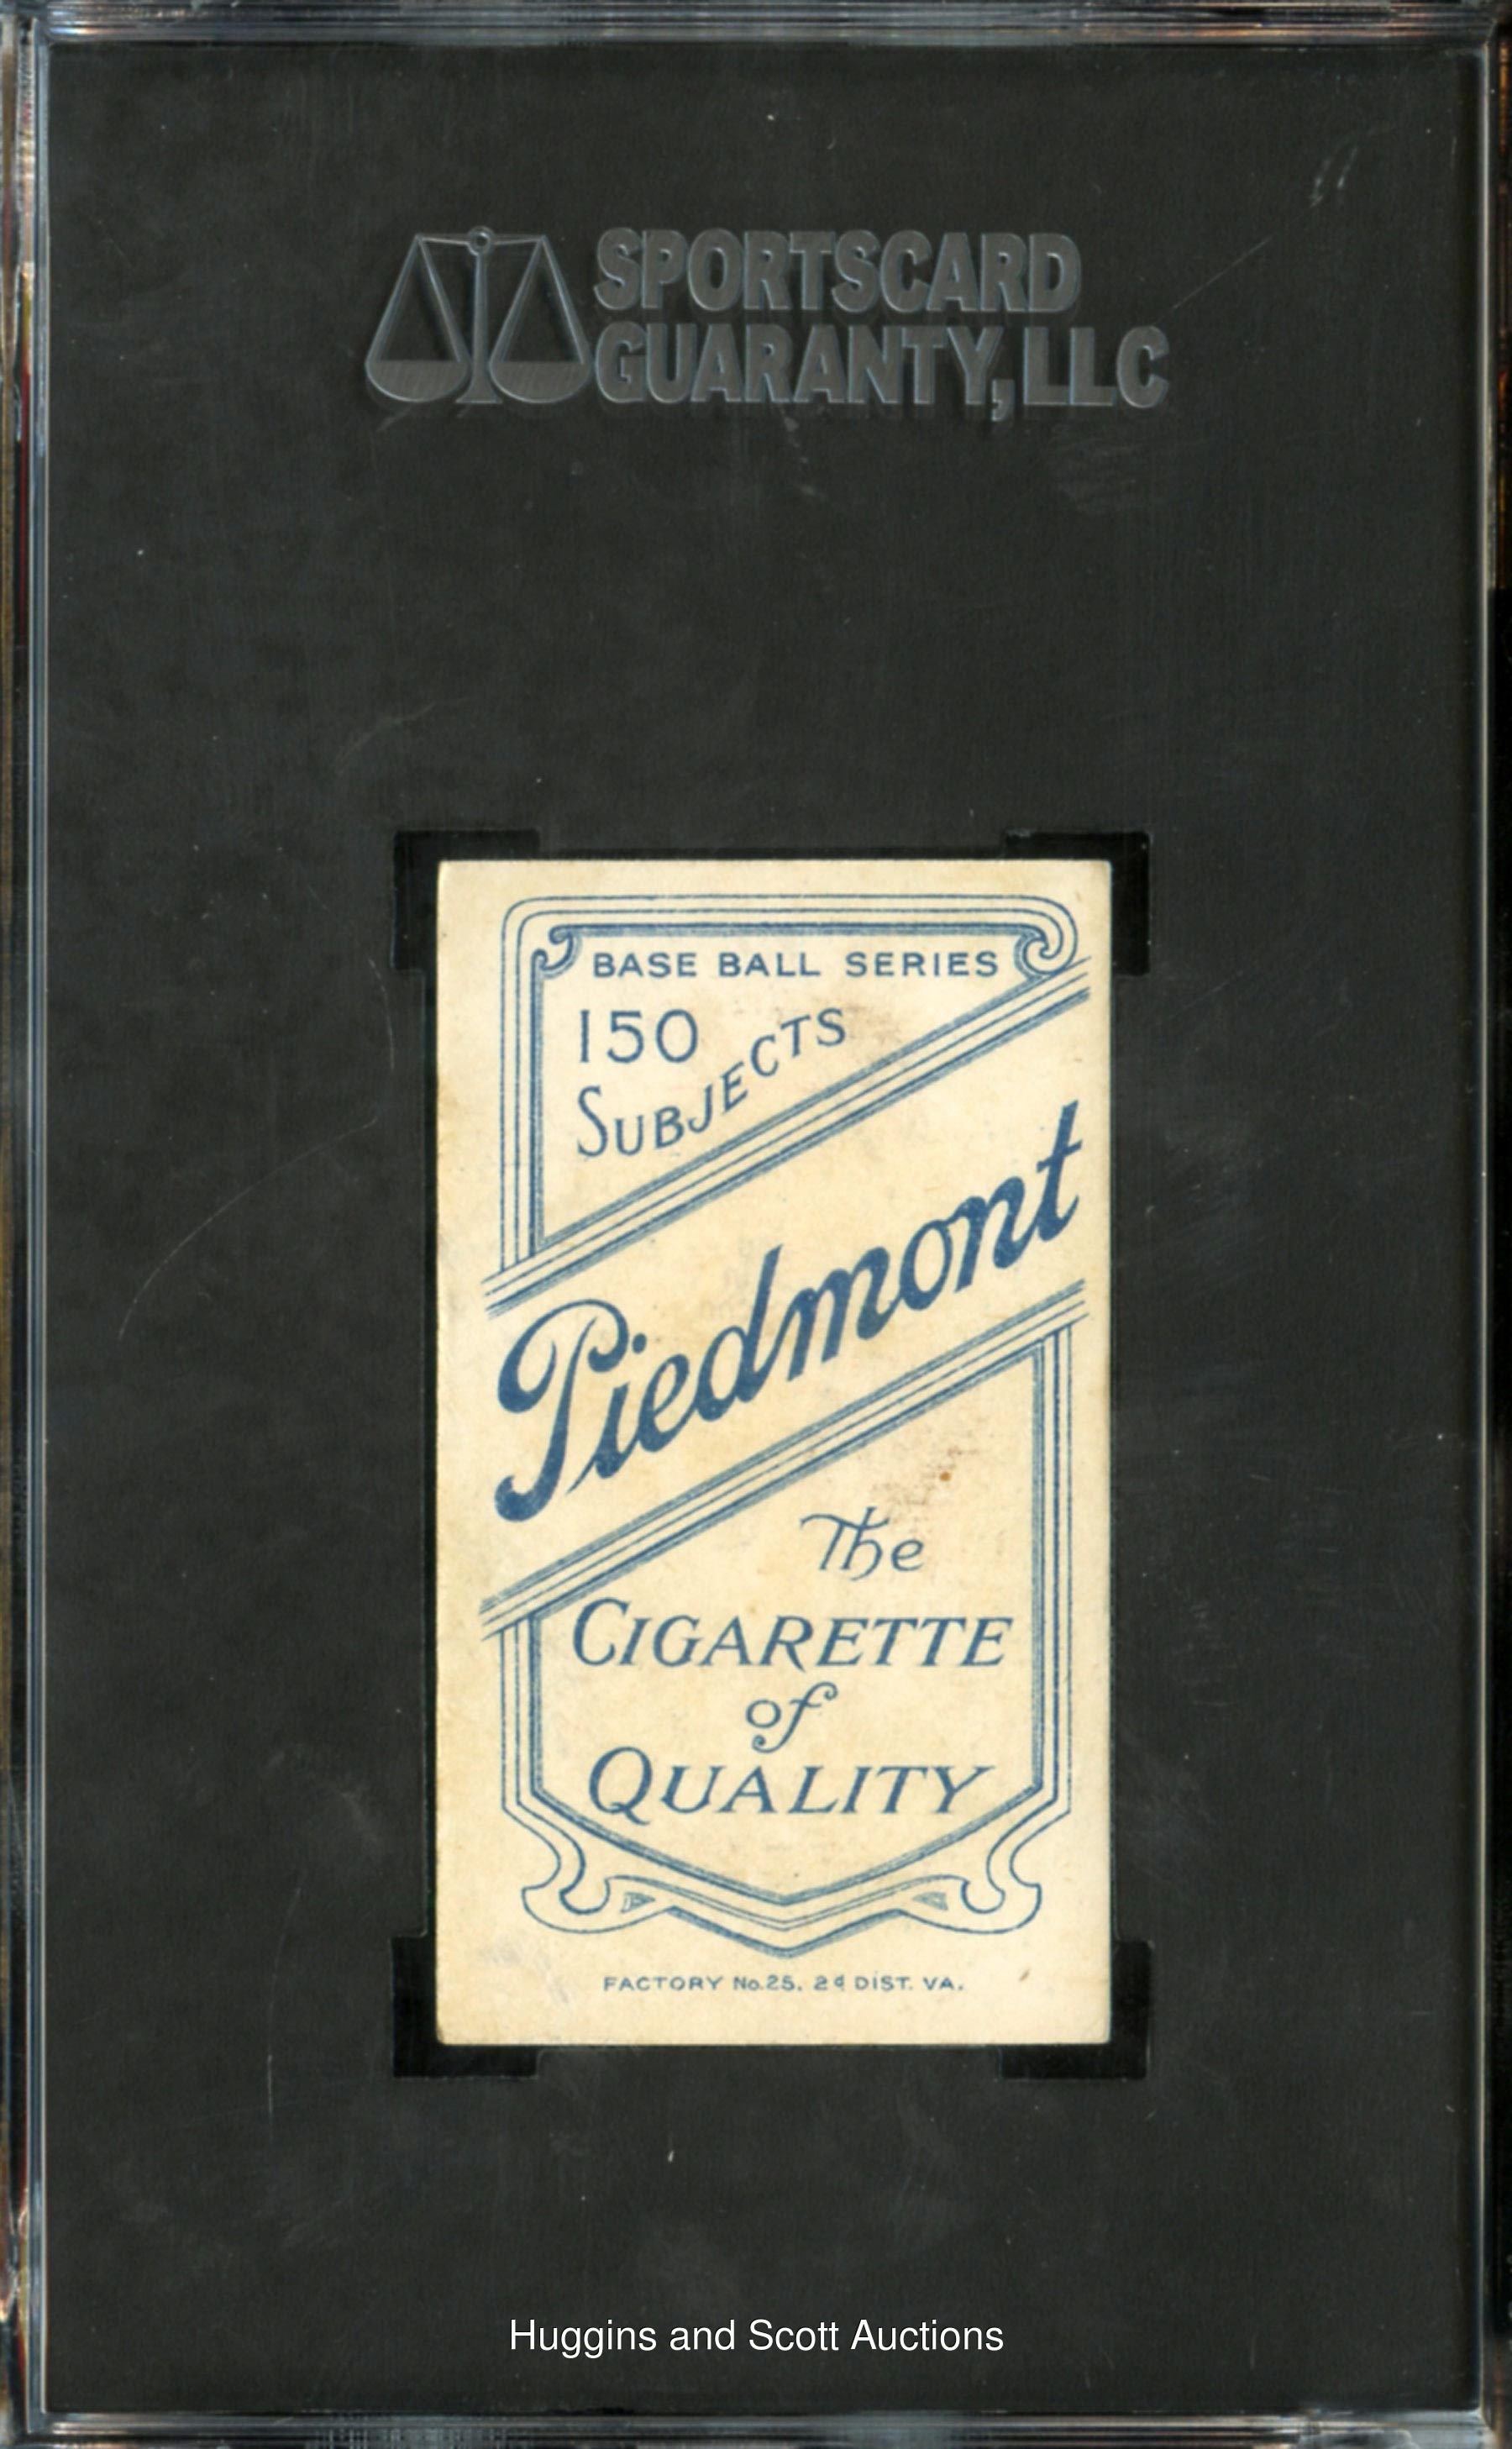 SPORTSCARD
GUARANTY, LLC
BASE BALL SERIES
150
SUBJECTS
Piedmont
The
CIGARETTE
of
QUALITY
FACTORY No.25. 2d DIST. VA.
Huggins and Scott Auctions